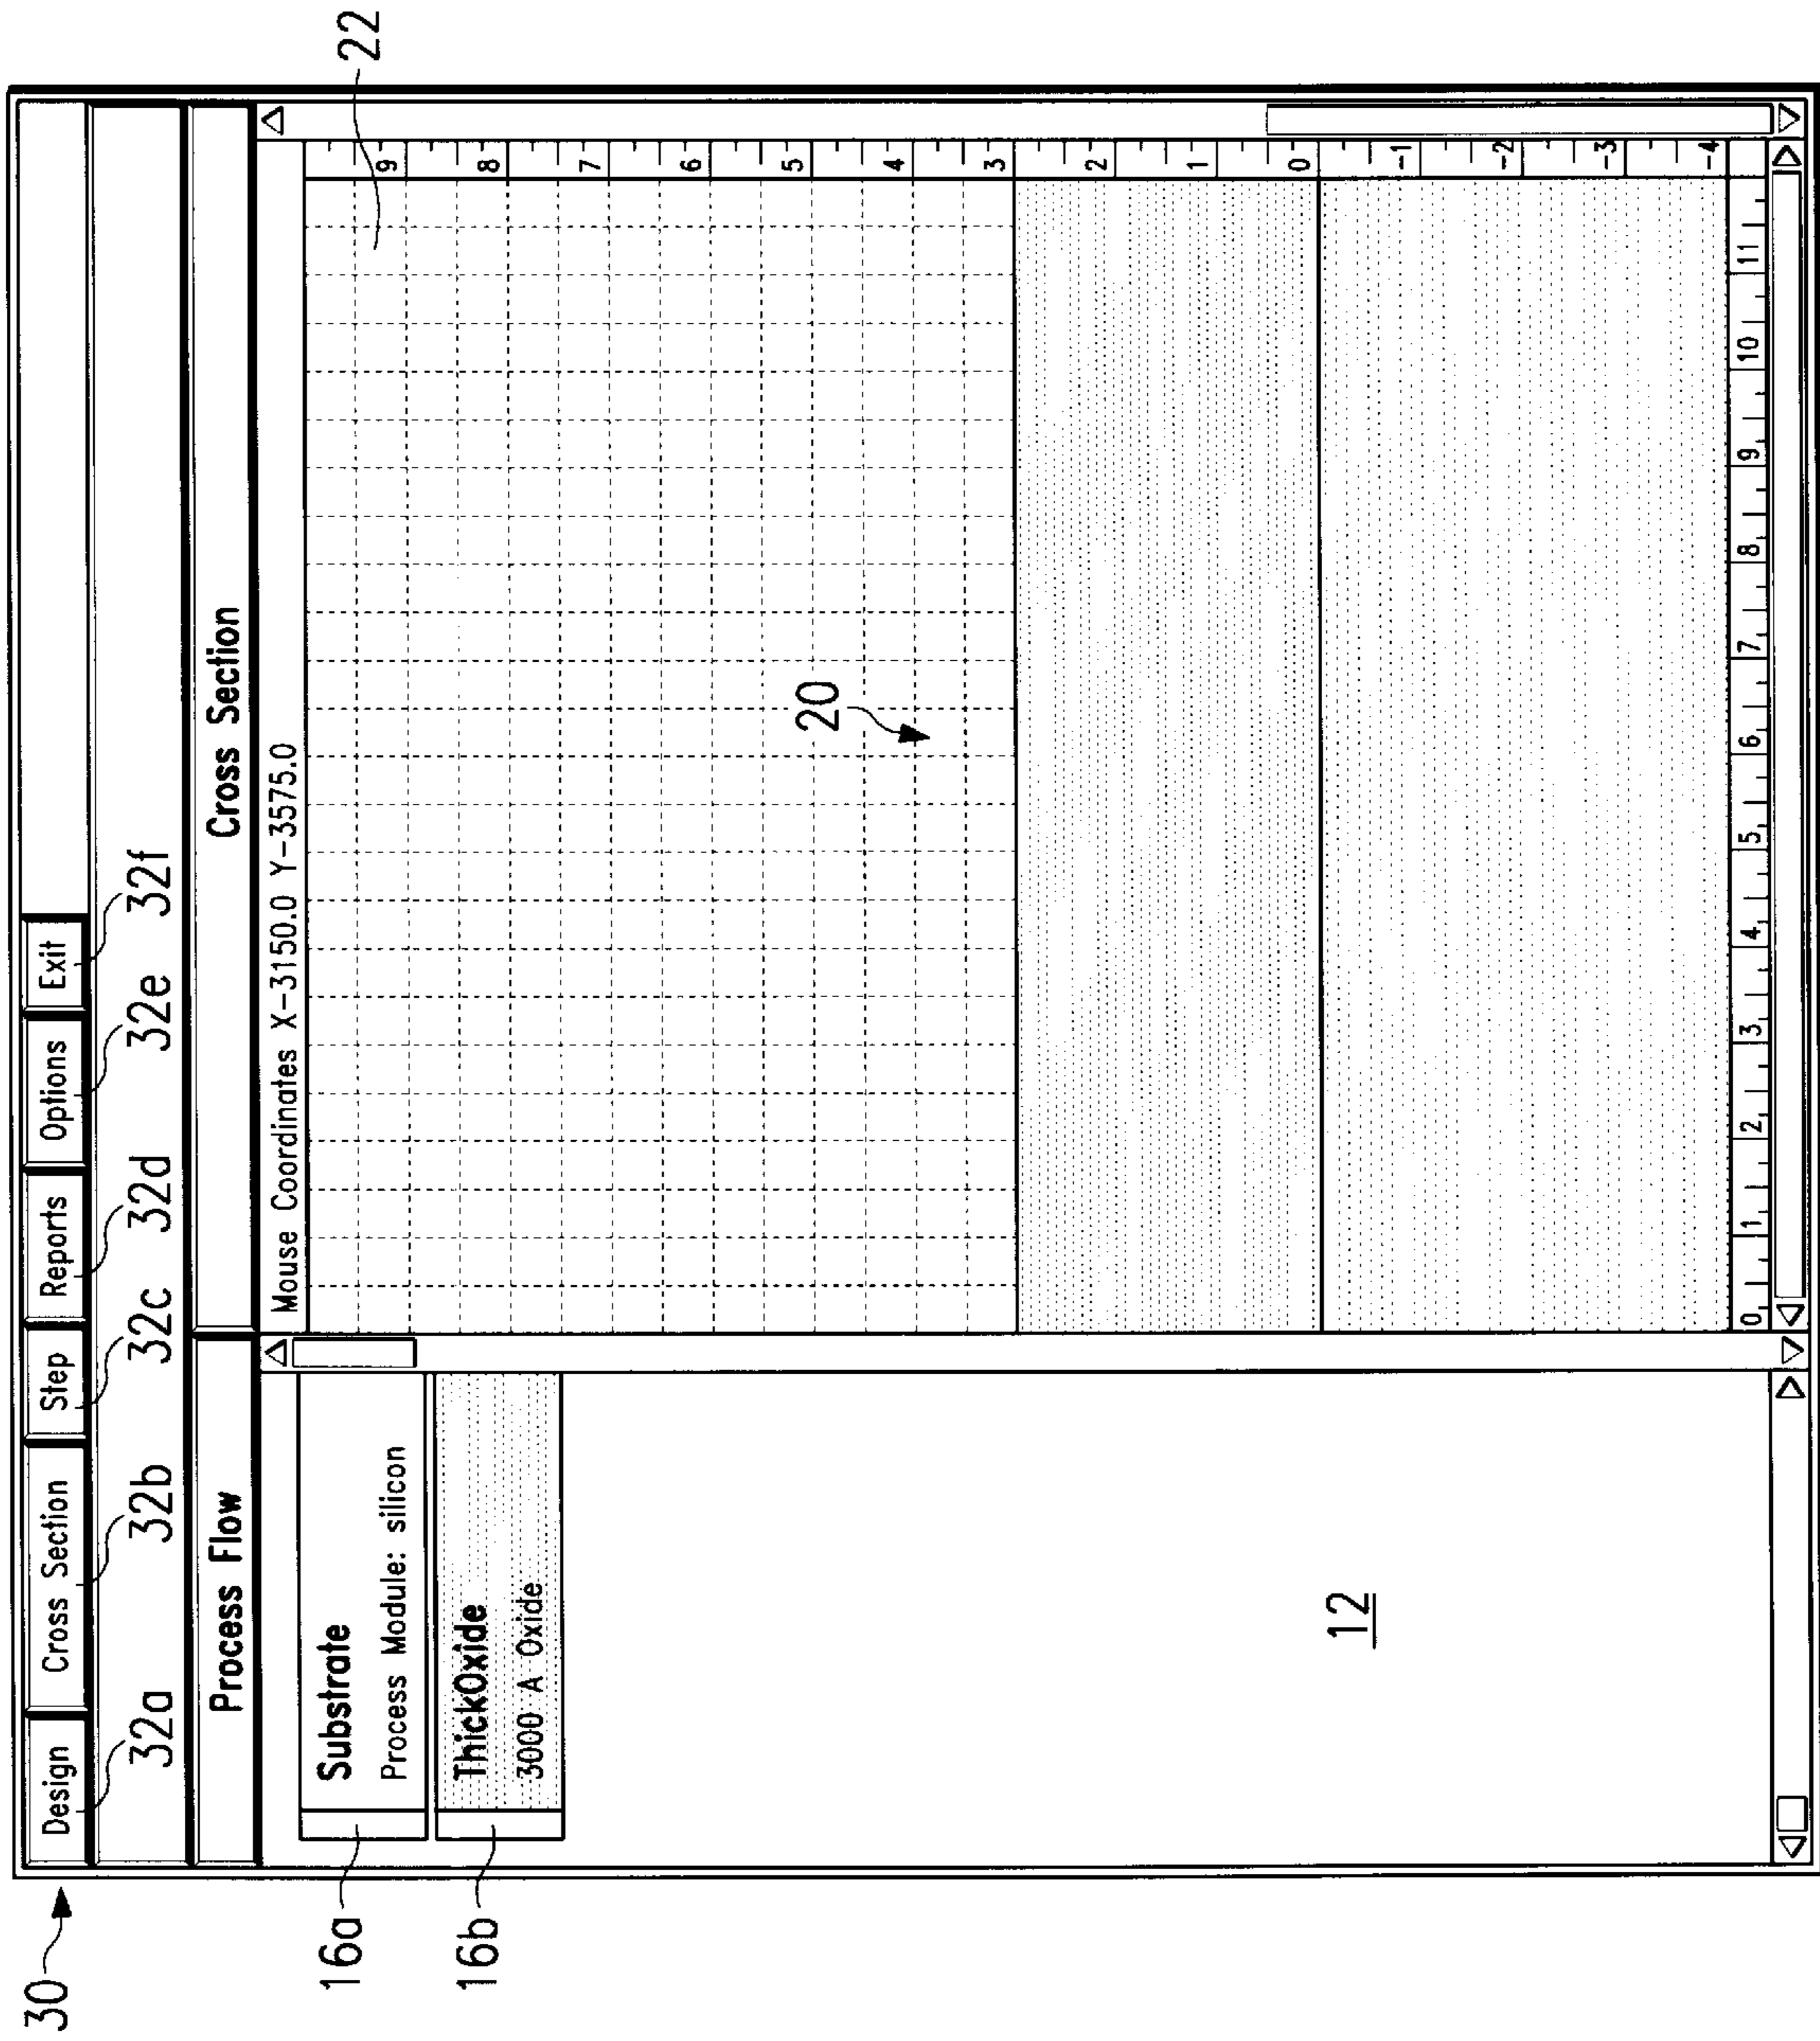 30
Design Cross Section Step Reports Options Exit
32a 32b 32c 32d 32e 32f
Process Flow Cross Section
Mouse Coordinates X-3150.0 Y-3575.0
22
16a
Substrate
Process Module: silicon
16b
ThickOxide
3000 A Oxide
12
20
9
8
7
6
5
4
3
2
1
0
-1
-2
-3
-4
0 1 2 3 4 5 6 7 8 9 10 11